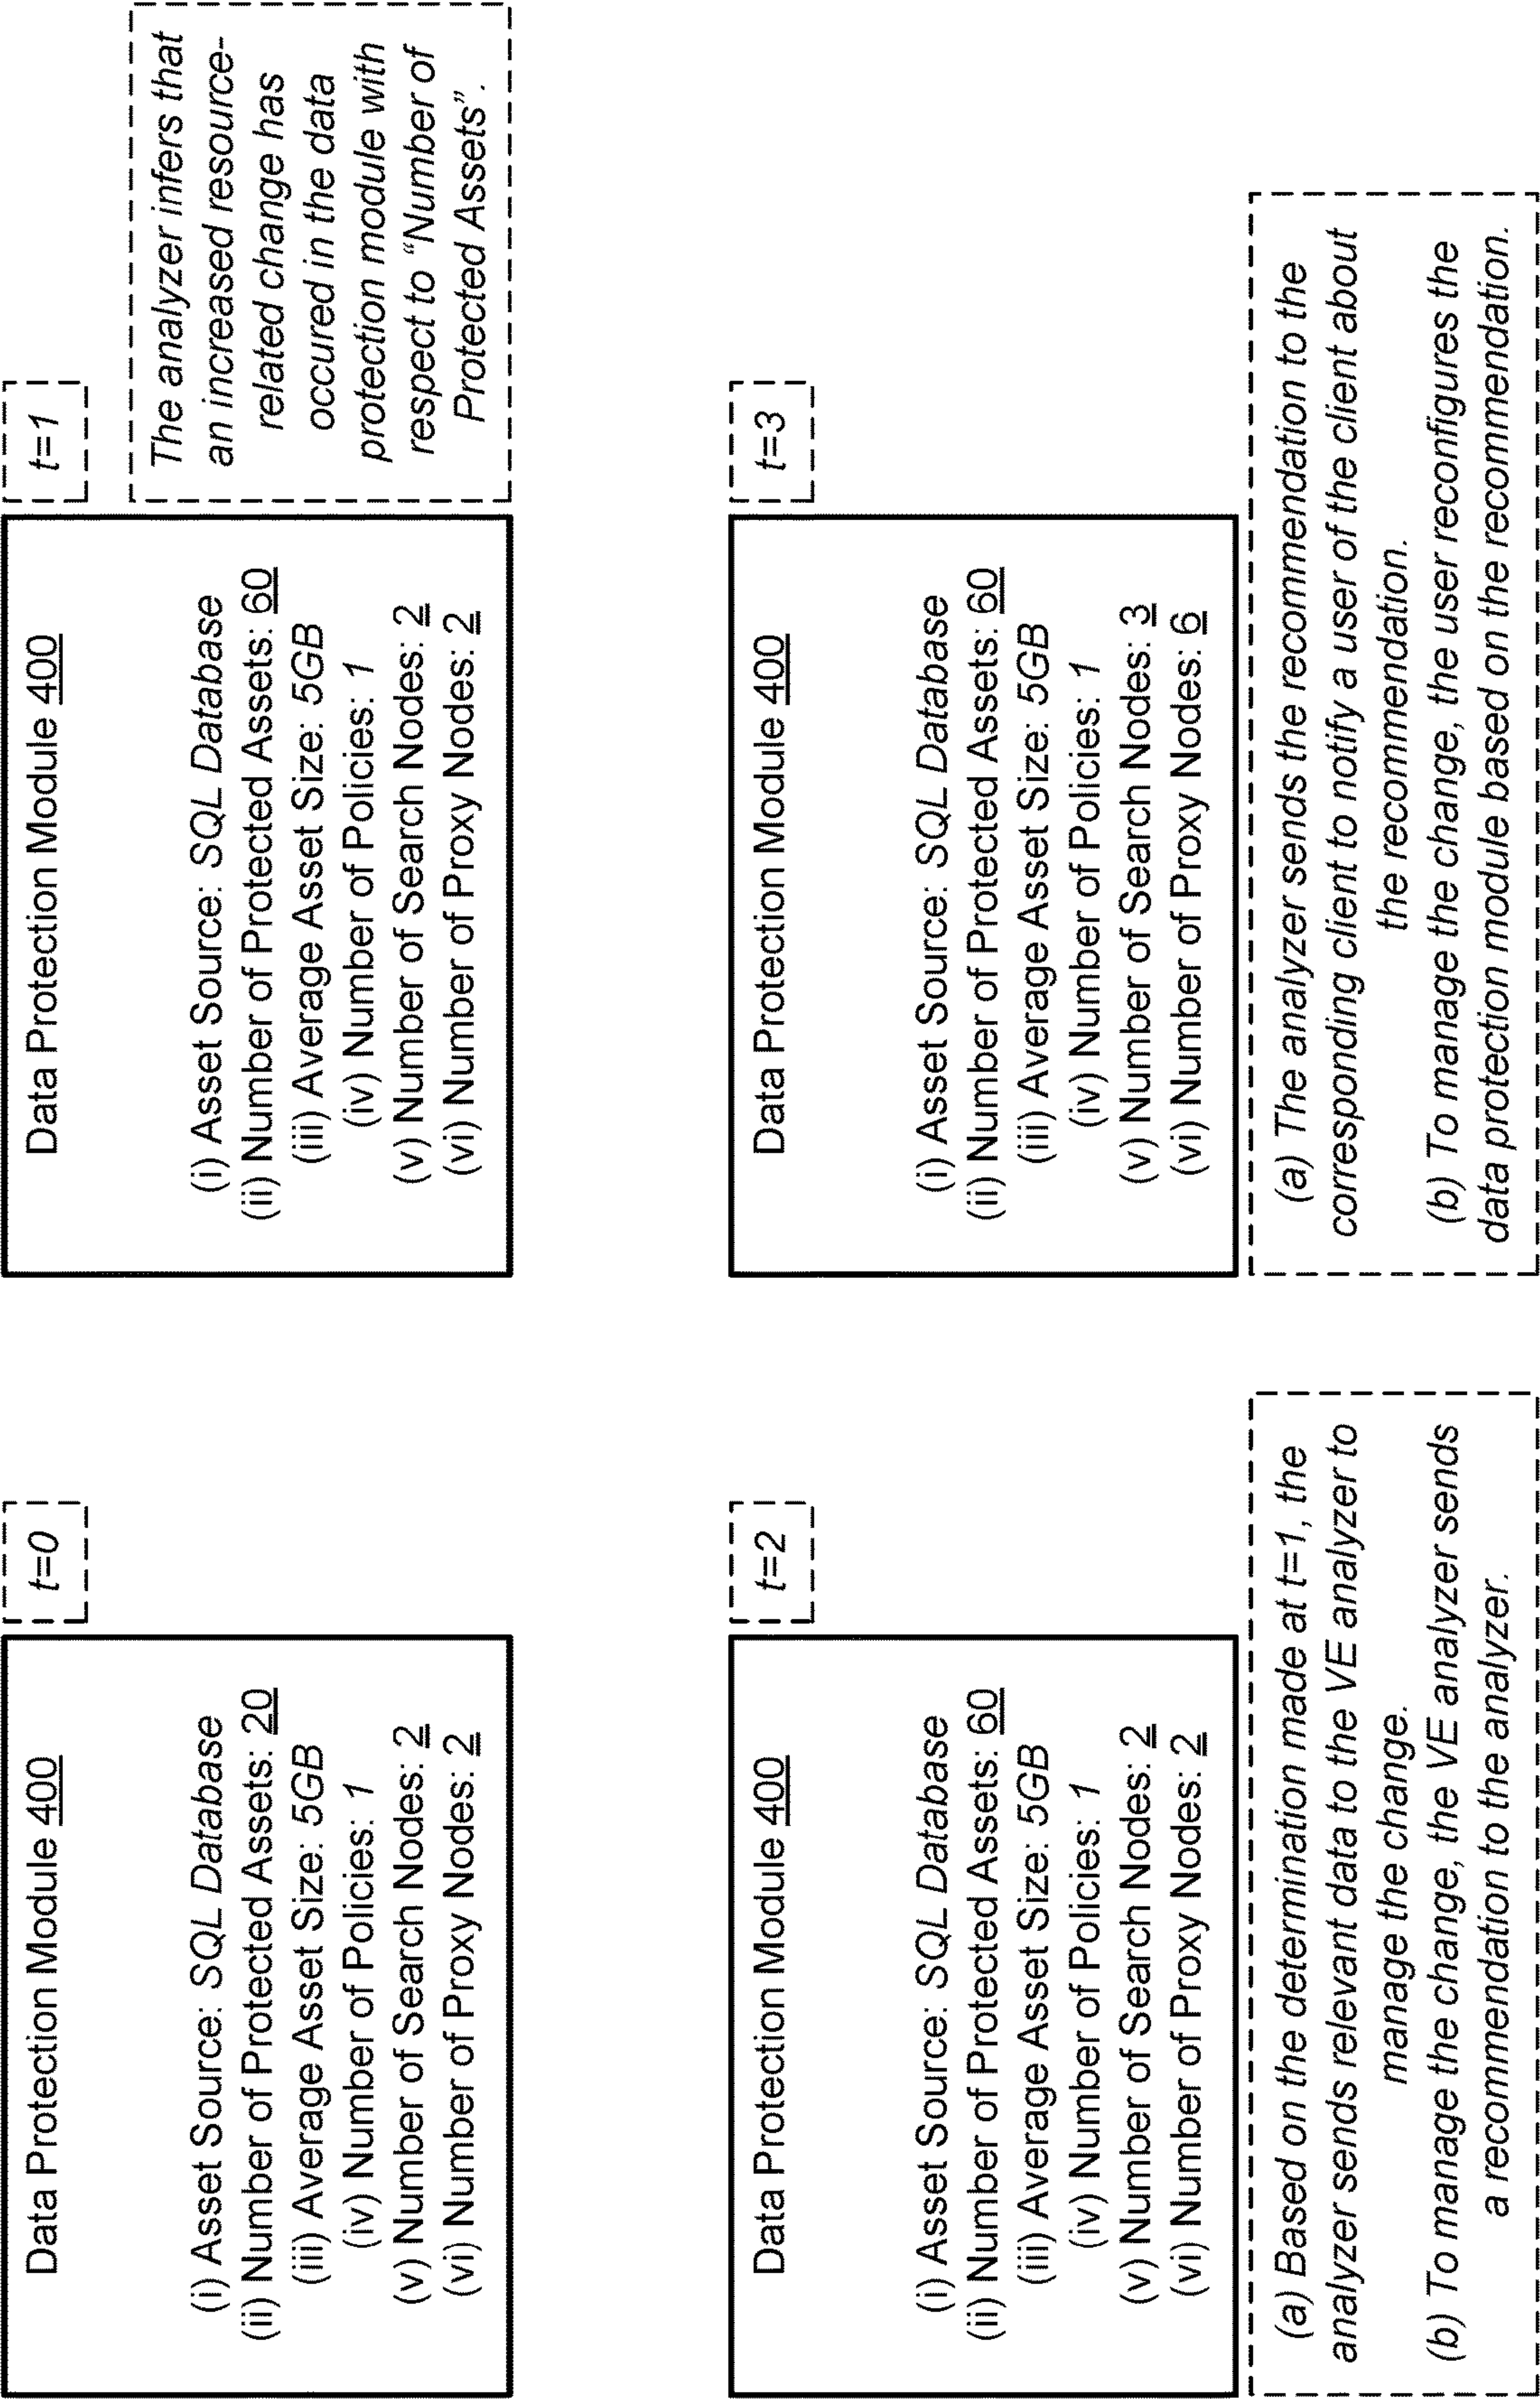 Data Protection Module 400
t=0
(i) Asset Source: SQL Database
(ii) Number of Protected Assets: 20
(iii) Average Asset Size: 5GB
(iv) Number of Policies: 1
(v) Number of Search Nodes: 2
(vi) Number of Proxy Nodes: 2
Data Protection Module 400
t=1
(i) Asset Source: SQL Database
(ii) Number of Protected Assets: 60
(iii) Average Asset Size: 5GB
(iv) Number of Policies: 1
(v) Number of Search Nodes: 2
(vi) Number of Proxy Nodes: 2
The analyzer infers that
an increased resource-
related change has
occured in the data
protection module with
respect to “Number of
Protected Assets”.
Data Protection Module 400
t=2
(i) Asset Source: SQL Database
(ii) Number of Protected Assets: 60
(iii) Average Asset Size: 5GB
(iv) Number of Policies: 1
(v) Number of Search Nodes: 2
(vi) Number of Proxy Nodes: 2
(a) Based on the determination made at t=1, the
analyzer sends relevant data to the VE analyzer to
manage the change.
(b) To manage the change, the VE analyzer sends
a recommendation to the analyzer.
Data Protection Module 400
t=3
(i) Asset Source: SQL Database
(ii) Number of Protected Assets: 60
(iii) Average Asset Size: 5GB
(iv) Number of Policies: 1
(v) Number of Search Nodes: 3
(vi) Number of Proxy Nodes: 6
(a) The analyzer sends the recommendation to the
corresponding client to notify a user of the client about
the recommendation.
(b) To manage the change, the user reconfigures the
data protection module based on the recommendation.